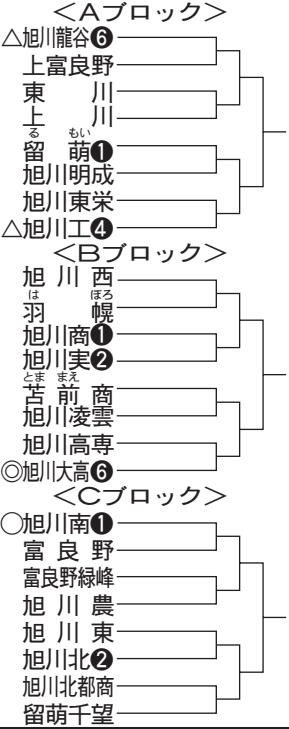 ＜Aブロック＞
△旭川龍谷❻
上富良野
東川
上川
る もい
留萌❶
旭川明成
旭川東栄
△旭川工❹
＜Bブロック＞
旭川西
は ぼろ
羽幌
旭川商❶
旭川実❷
とま まえ
苫前商
旭川凌雲
旭川高専
◎旭川大高❻
＜Cブロック＞
○旭川南❶
富良野
富良野緑峰
旭川農
旭川東
旭川北❷
旭川北都商
留萌千望